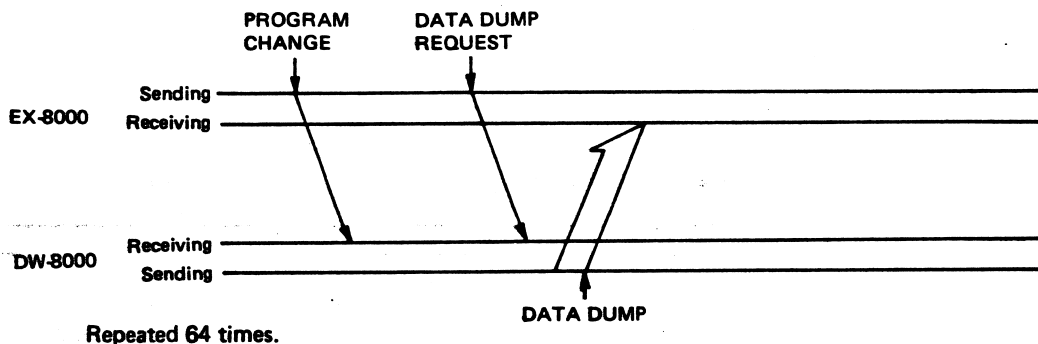 PROGRAM CHANGE
DATA DUMP REQUEST
EX-8000
Sending
Receiving
DW-8000
Receiving
Sending
DATA DUMP
Repeated 64 times.